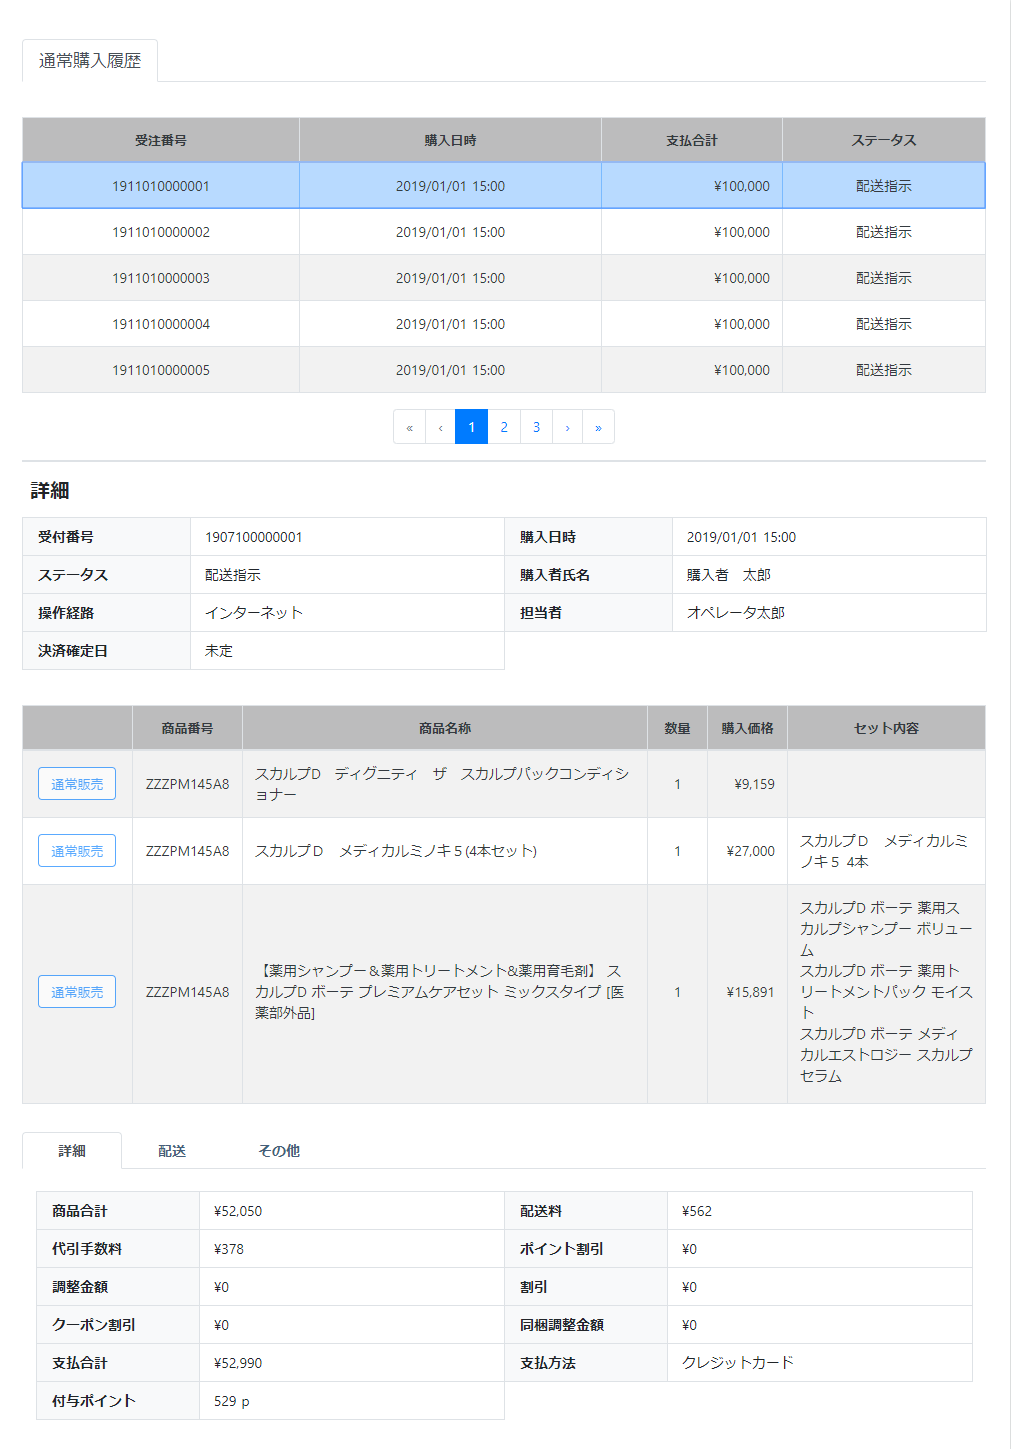 通常購入履歴
受注番号 購入日時 支払合計 ステータス
1911010000001 2019/01/01 15:00 ¥100,000 配送指示
1911010000002 2019/01/01 15:00 ¥100,000 配送指示
1911010000003 2019/01/01 15:00 ¥100,000 配送指示
1911010000004 2019/01/01 15:00 ¥100,000 配送指示
1911010000005 2019/01/01 15:00 ¥100,000 配送指示
« ‹ 1 2 3 › »
詳細
受付番号 1907100000001 購入日時 2019/01/01 15:00
ステータス 配送指示 購入者氏名 購入者　太郎
操作経路 インターネット 担当者 オペレータ太郎
決済確定日 未定
商品番号 商品名称 数量 購入価格 セット内容
通常販売 ZZZPM145A8 スカルプD　ディグニティ　ザ　スカルプパックコンディシ
ョナー 1 ¥9,159
通常販売 ZZZPM145A8 スカルプＤ　メディカルミノキ５(4本セット) 1 ¥27,000 スカルプＤ　メディカルミ
ノキ５ 4本
通常販売 ZZZPM145A8 【薬用シャンプー＆薬用トリートメント&薬用育毛剤】 ス
カルプD ボーテ プレミアムケアセット ミックスタイプ [医
薬部外品] 1 ¥15,891
スカルプD ボーテ 薬用ス
カルプシャンプー ボリュー
ム
スカルプD ボーテ 薬用ト
リートメントパック モイス
ト
スカルプD ボーテ メディ
カルエストロジー スカルプ
セラム
詳細 配送 その他
商品合計 ¥52,050 配送料 ¥562
代引手数料 ¥378 ポイント割引 ¥0
調整金額 ¥0 割引 ¥0
クーポン割引 ¥0 同梱調整金額 ¥0
支払合計 ¥52,990 支払方法 クレジットカード
付与ポイント 529 p